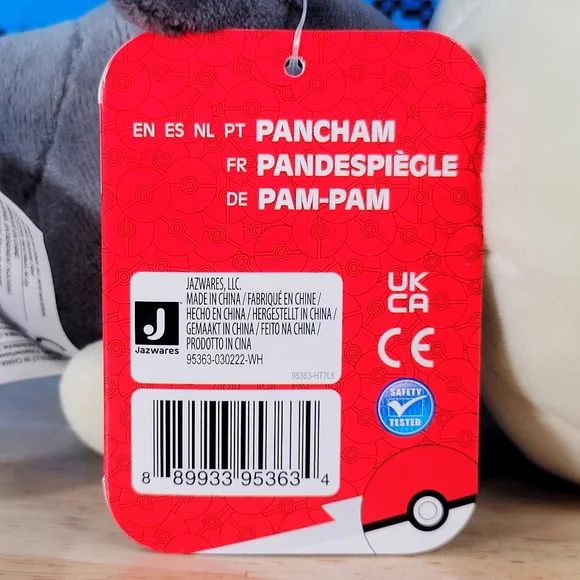 EN ES NL PT PANCHAM
FR PANDESPIÈGLE
DE PAM-PAM
JAZWARES, LLC.
MADE IN CHINA / FABRIQUÉ EN CHINE /
HECHO EN CHINA / HERGESTELLT IN CHINA /
GEMAAKT IN CHINA / FEITO NA CHINA /
PRODOTTO IN CINA
95363-030222-WH
J
Jazwares
95363-HT7L6
UK
CA
CE
SAFETY
TESTED
8 89933 95363 4